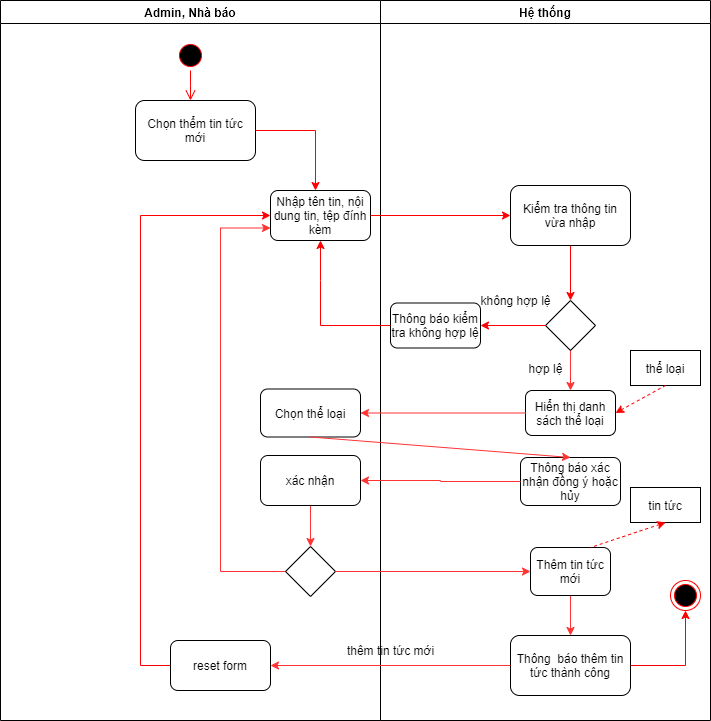 Admin, Nhà báo
Hệ thống
Chọn thểm tin tức
mới
Nhập tên tin, nội
dung tin, tệp đính
kèm
Kiểm tra thông tin
vừa nhập
không hợp lệ
Thông báo kiểm
tra không hợp lệ
hợp lệ
thể loại
Chọn thể loại
Hiển thị danh
sách thể loại
xác nhận
Thông báo xác
nhận đồng ý hoặc
hủy
tin tức
Thêm tin tức
mới
thêm tin tức mới
reset form
Thông báo thêm tin
tức thành công